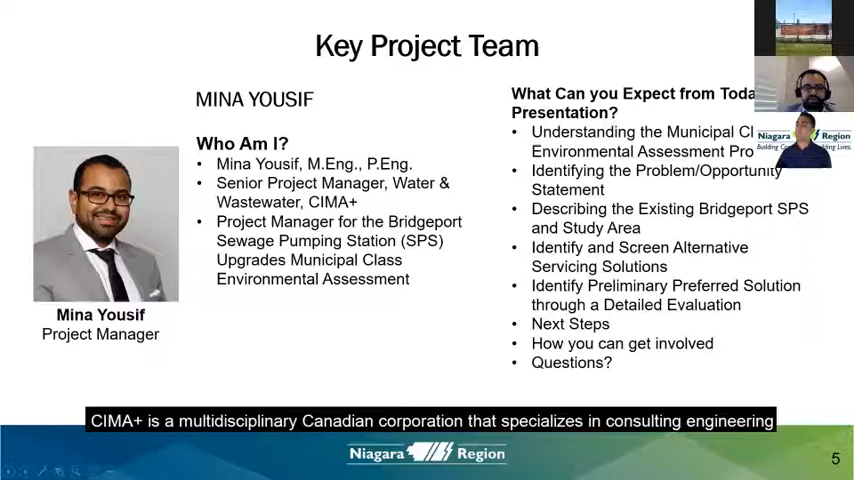 Key Project Team
MINA YOUSIF
Who Am I?
• Mina Yousif, M.Eng., P.Eng.
• Senior Project Manager, Water &
Wastewater, CIMA+
• Project Manager for the Bridgeport
Sewage Pumping Station (SPS)
Upgrades Municipal Class
Environmental Assessment
Mina Yousif
Project Manager
What Can you Expect from Toda
Presentation?
• Understanding the Municipal Cl
Environmental Assessment Pro
• Identifying the Problem/Opportunity
Statement
• Describing the Existing Bridgeport SPS
and Study Area
• Identify and Screen Alternative
Servicing Solutions
• Identify Preliminary Preferred Solution
through a Detailed Evaluation
• Next Steps
• How you can get involved
• Questions?
Niagara Region
CIMA+ is a multidisciplinary Canadian corporation that specializes in consulting engineering
Niagara Region
5